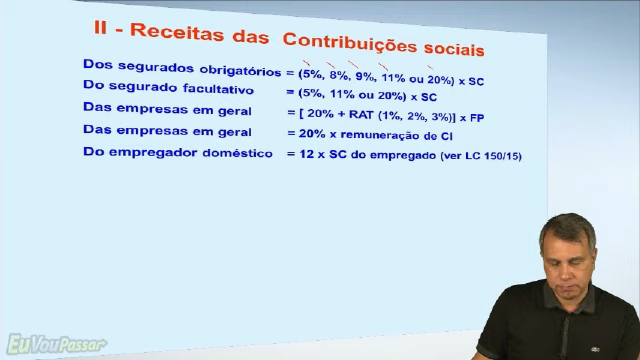 II - Receitas das Contribuições sociais
Dos segurados obrigatórios = (5%, 8%, 9%, 11% ou 20%) x SC
Do segurado facultativo = (5%, 11% ou 20%) x SC
Das empresas em geral = [ 20% + RAT (1%, 2%, 3%)] x FP
Das empresas em geral = 20% x remuneração de CI
Do empregador doméstico = 12 x SC do empregado (ver LC 150/15)
EuVouPassar